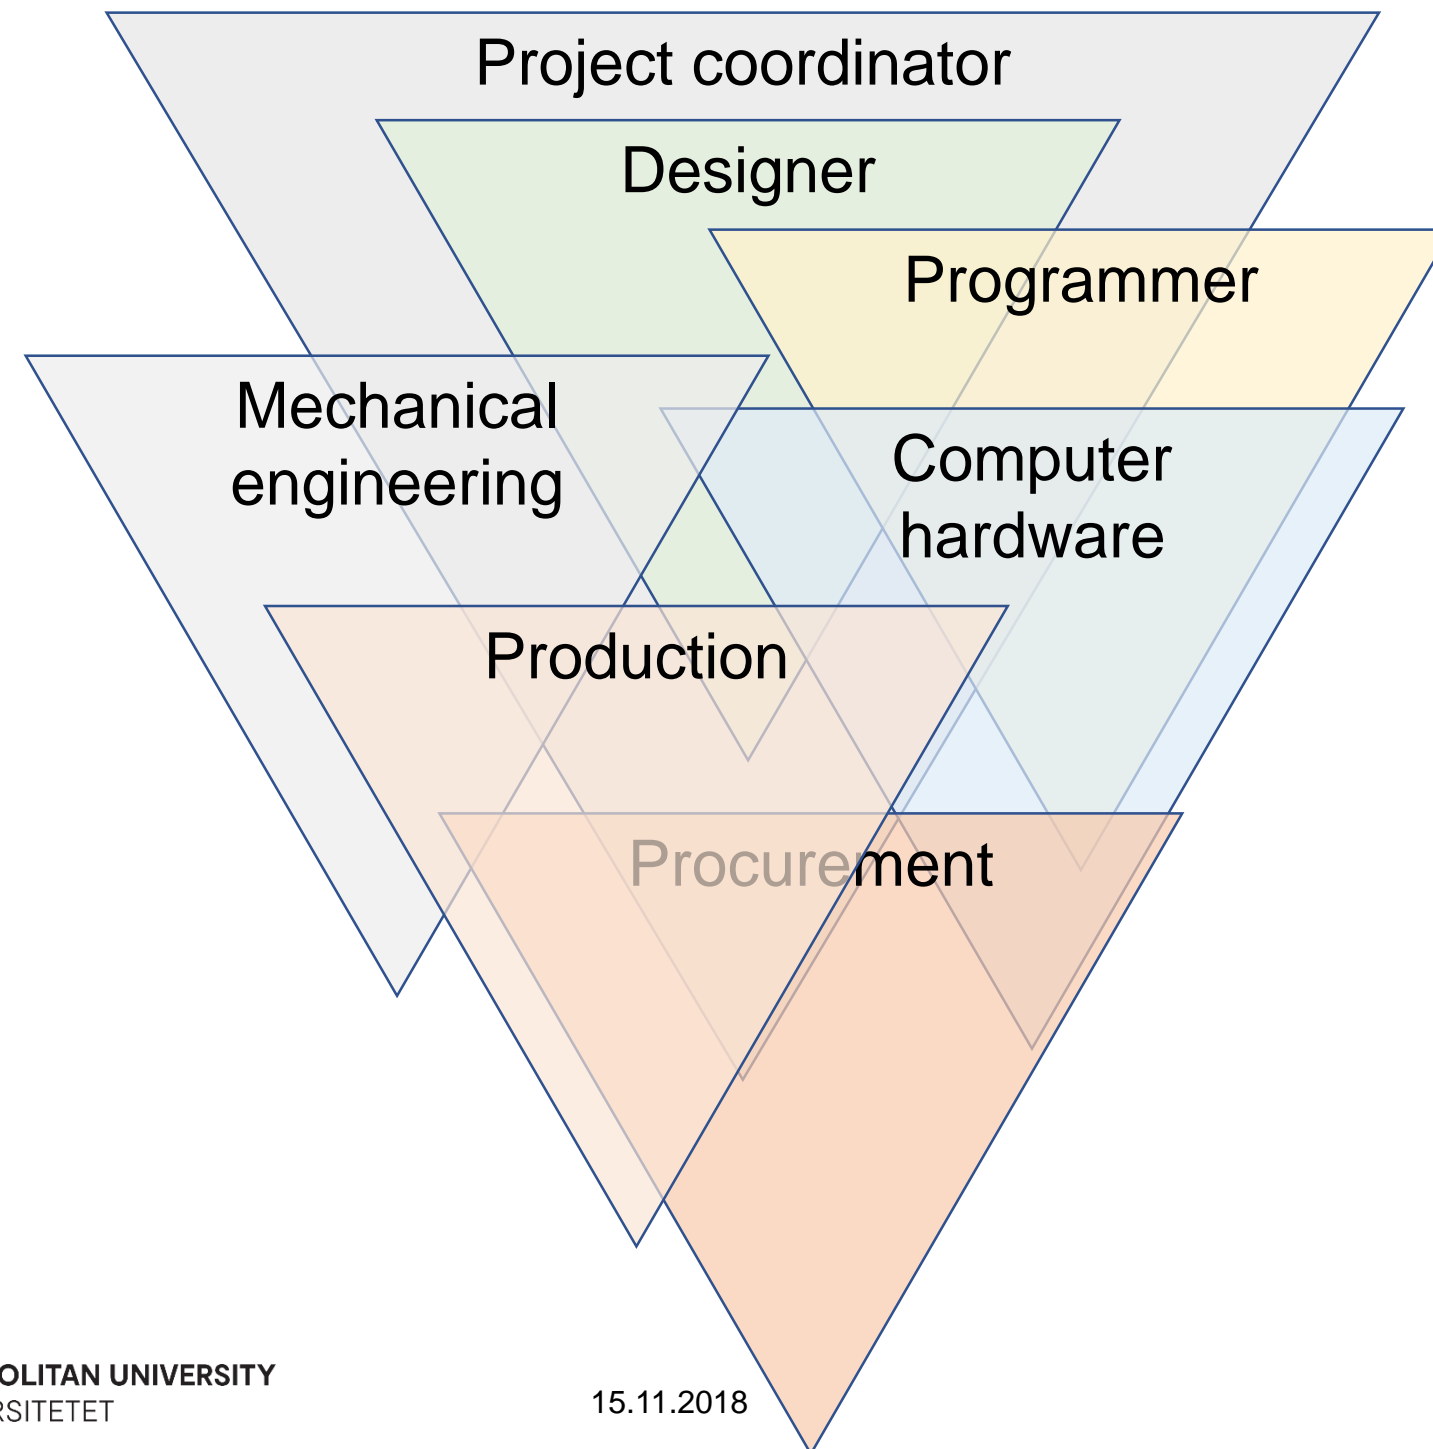 Project coordinator
Designer
Programmer
Mechanical
engineering
Computer
hardware
Production
Procurement
OLITAN UNIVERSITY
RSITETET
15.11.2018